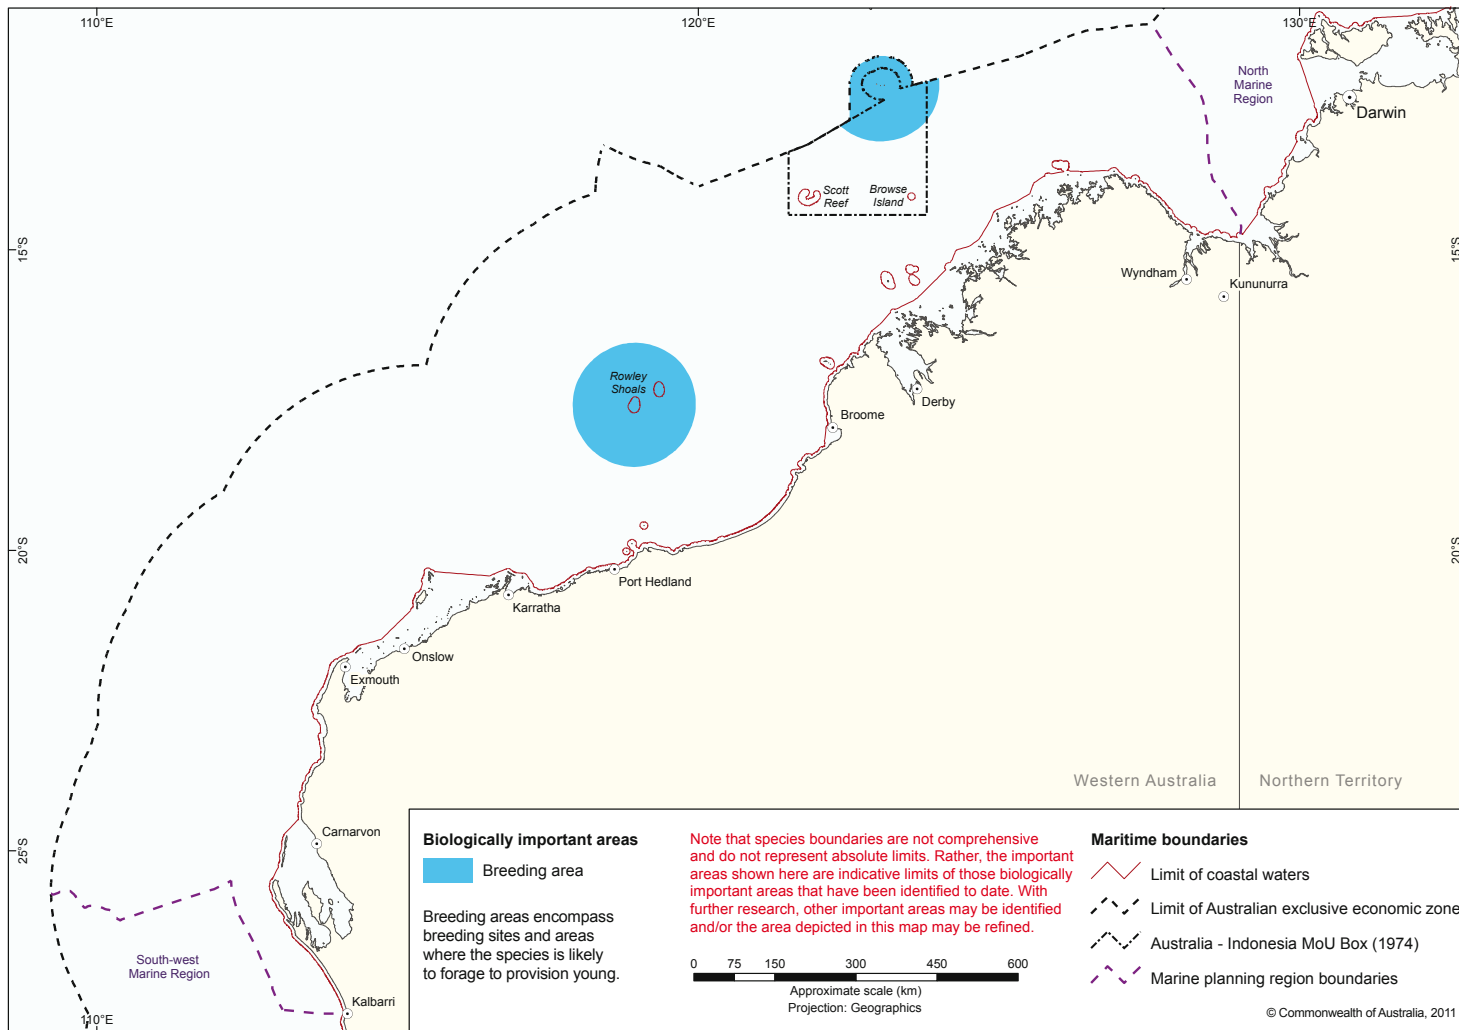 110°E
120°E
130°E
North
Marine
Region
Darwin
Scott
Reef
Browse
Island
15°S
15°S
Wyndham
Kununurra
Rowley
Shoals
Derby
Broome
20°S
20°S
Port Hedland
Karratha
Onslow
Exmouth
Western Australia
Northern Territory
Carnarvon
25°S
South-west
Marine Region
Kalbarri
110°E
Biologically important areas
Breeding area
Breeding areas encompass
breeding sites and areas
where the species is likely
to forage to provision young.
Note that species boundaries are not comprehensive
and do not represent absolute limits. Rather, the important
areas shown here are indicative limits of those biologically
important areas that have been identified to date. With
further research, other important areas may be identified
and/or the area depicted in this map may be refined.
0 75 150 300 450 600
Approximate scale (km)
Projection: Geographics
Maritime boundaries
Limit of coastal waters
Limit of Australian exclusive economic zone
Australia - Indonesia MoU Box (1974)
Marine planning region boundaries
© Commonwealth of Australia, 2011